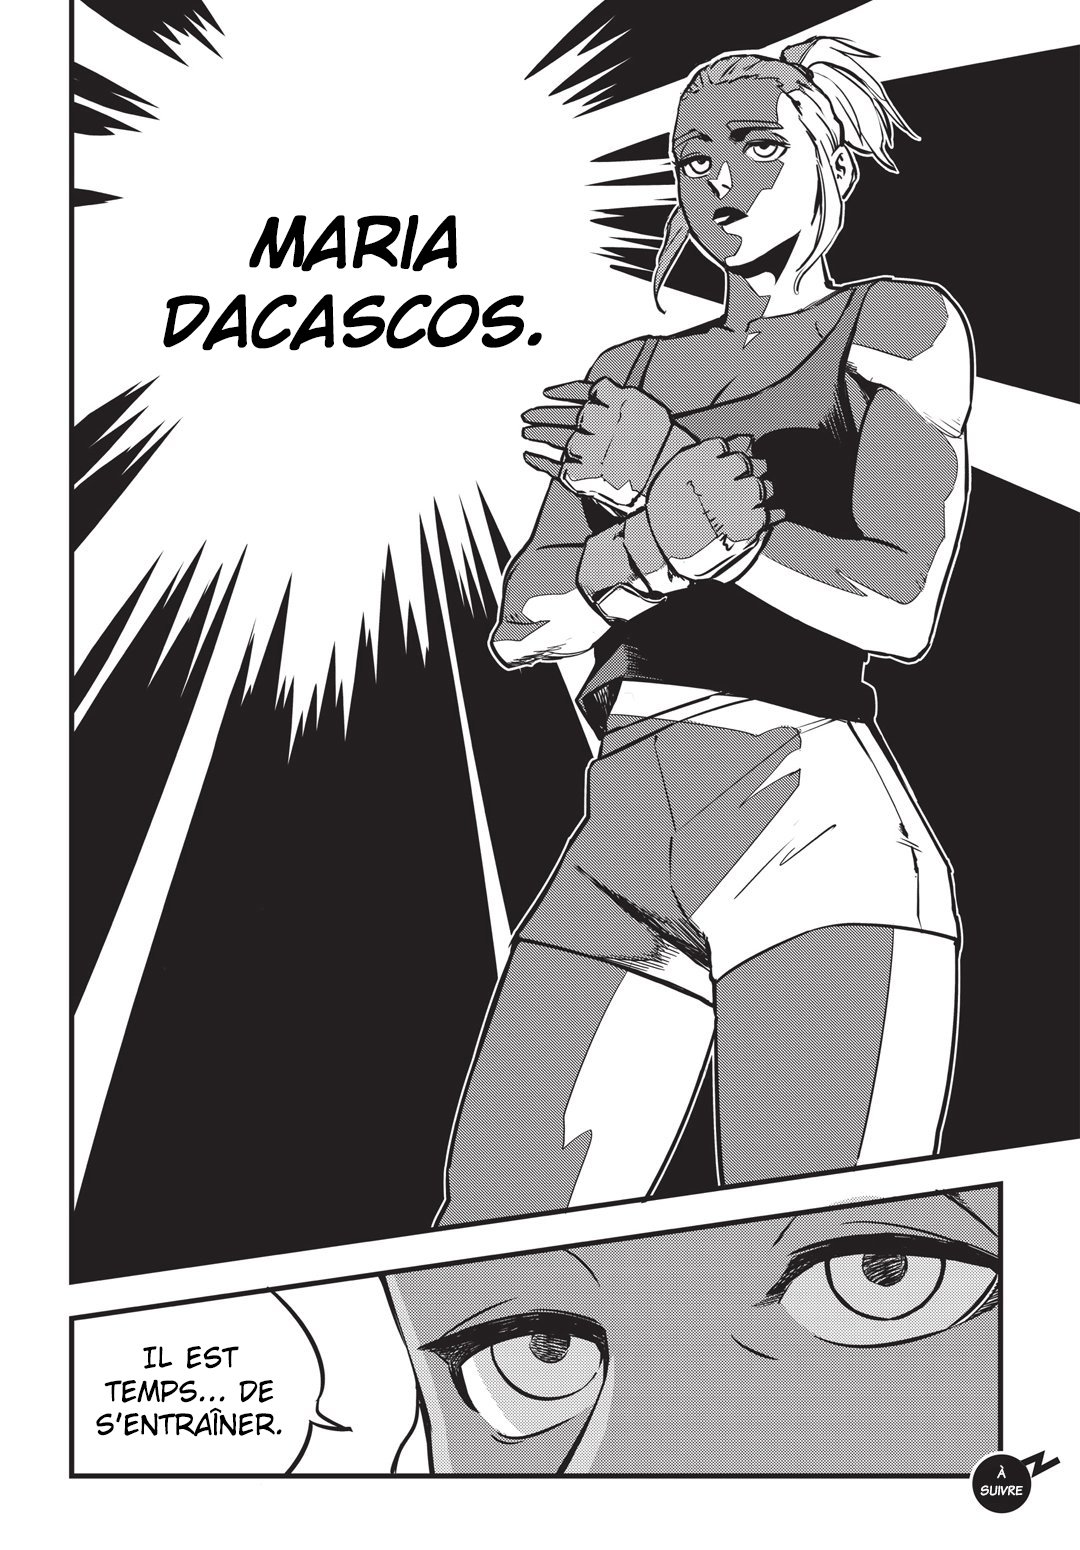 MARIA
DACASCOS.
IL EST
TEMPS... DE
S'ENTRAÎNER.
À
SUIVRE